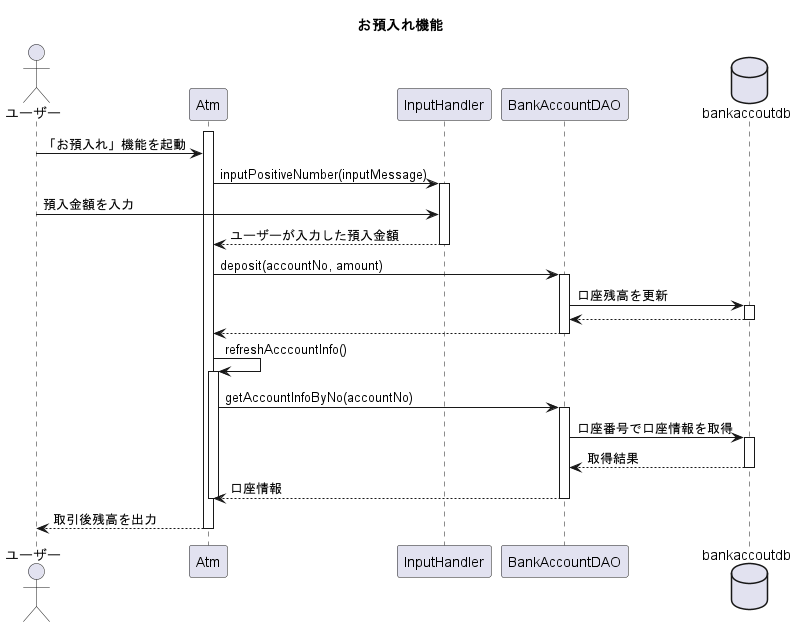 お預入れ機能
ユーザー
Atm
InputHandler
BankAccountDAO
bankaccoutdb
「お預入れ」機能を起動
inputPositiveNumber(inputMessage)
預入金額を入力
ユーザーが入力した預入金額
deposit(accountNo, amount)
口座残高を更新
refreshAcccountInfo()
getAccountInfoByNo(accountNo)
口座番号で口座情報を取得
取得結果
口座情報
取引後残高を出力
ユーザー
Atm
InputHandler
BankAccountDAO
bankaccoutdb